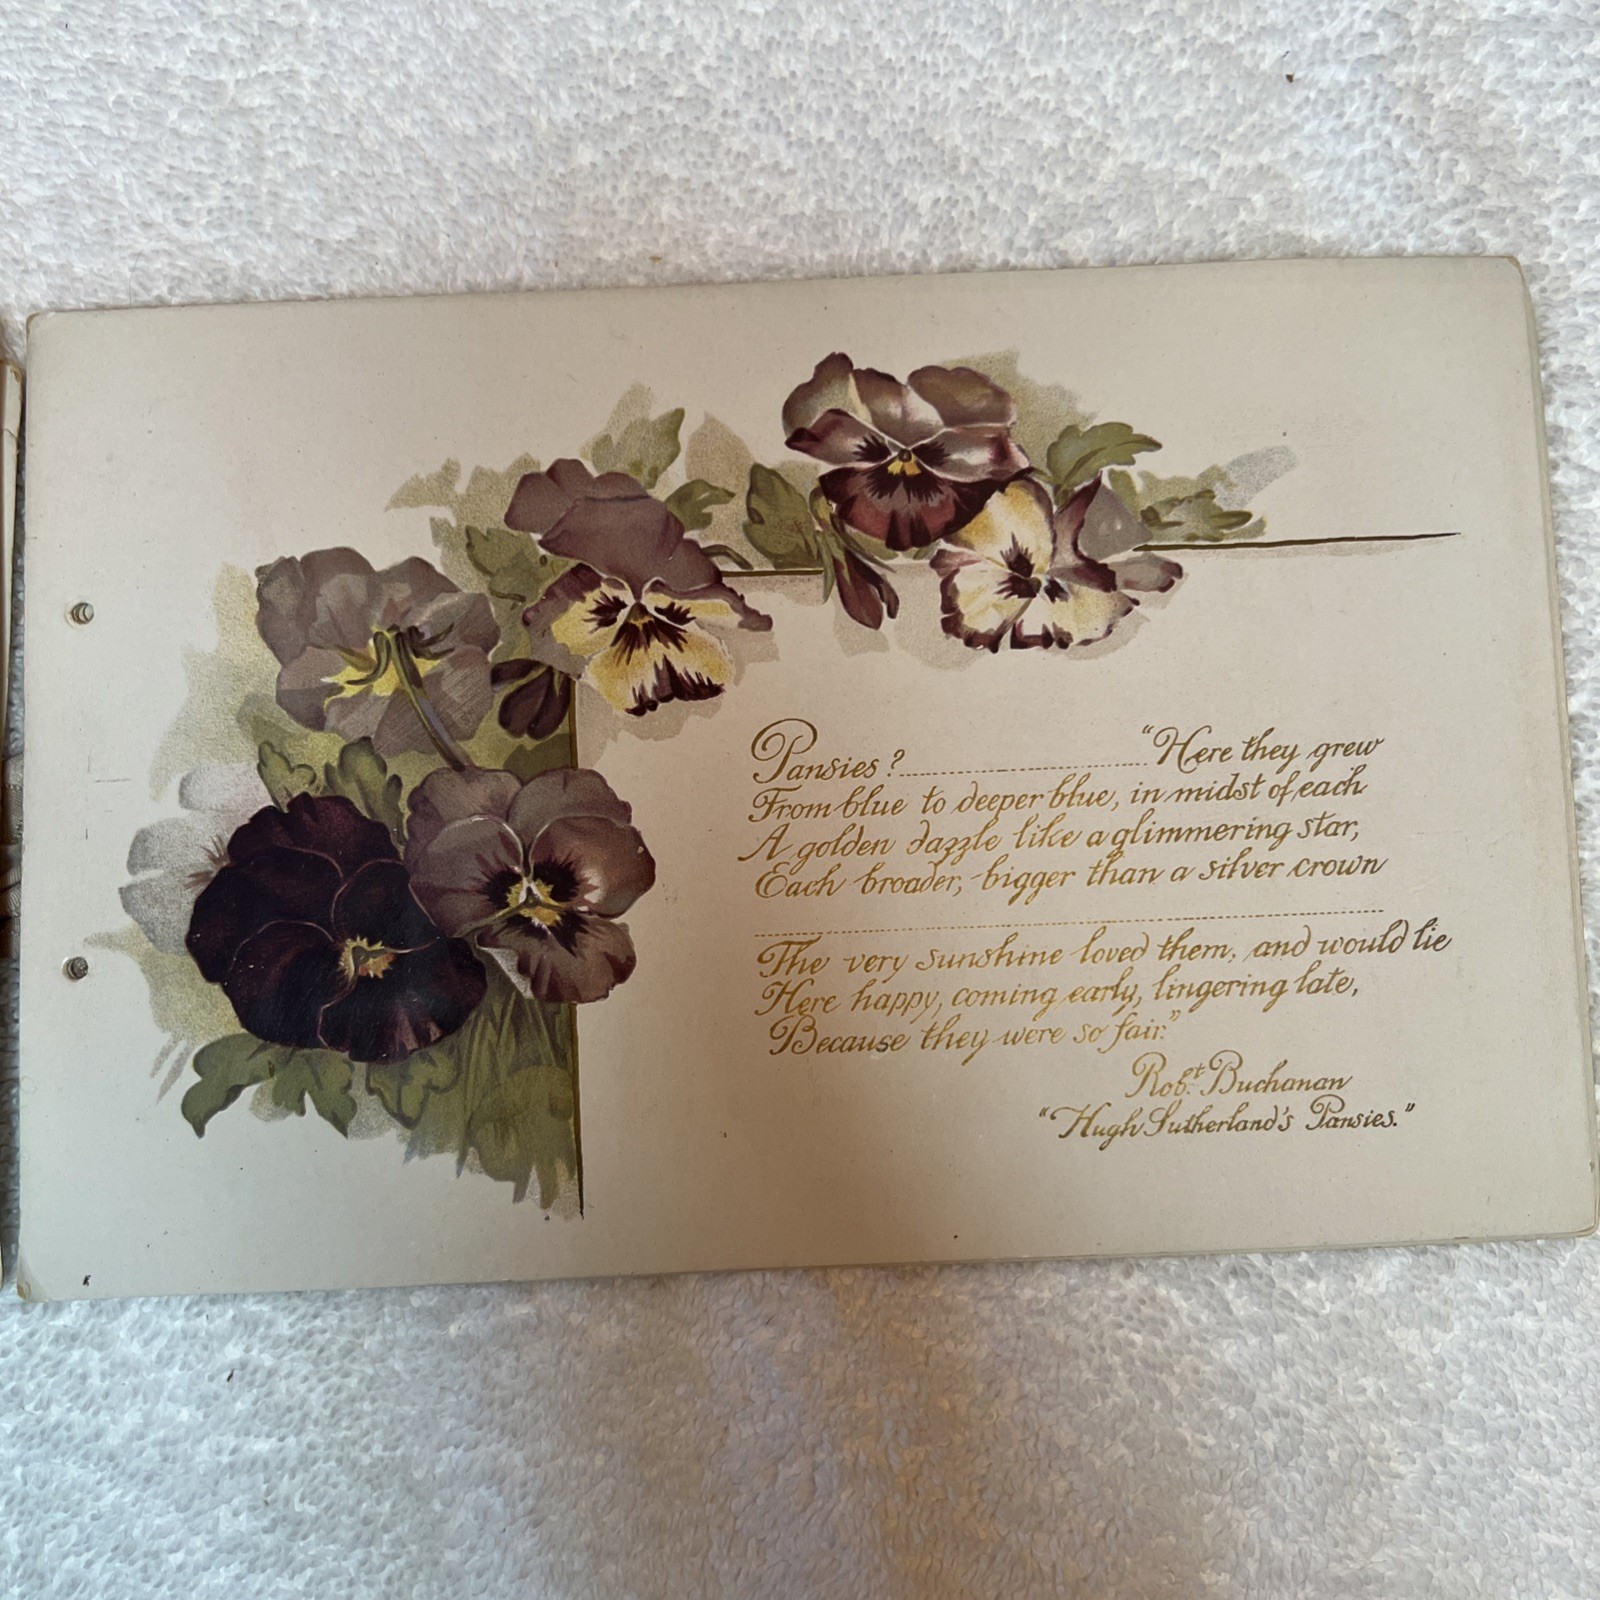 Pansies?.............................."Here they grew
From blue to deeper blue, in midst of each
A golden dazzle like a glimmering star,
Each broader, bigger than a silver crown
............................................................
The very sunshine loved them, and would lie
Here happy, coming early, lingering late,
Because they were so fair."
Robt. Buchanan
"Hugh Sutherland's Pansies."
K